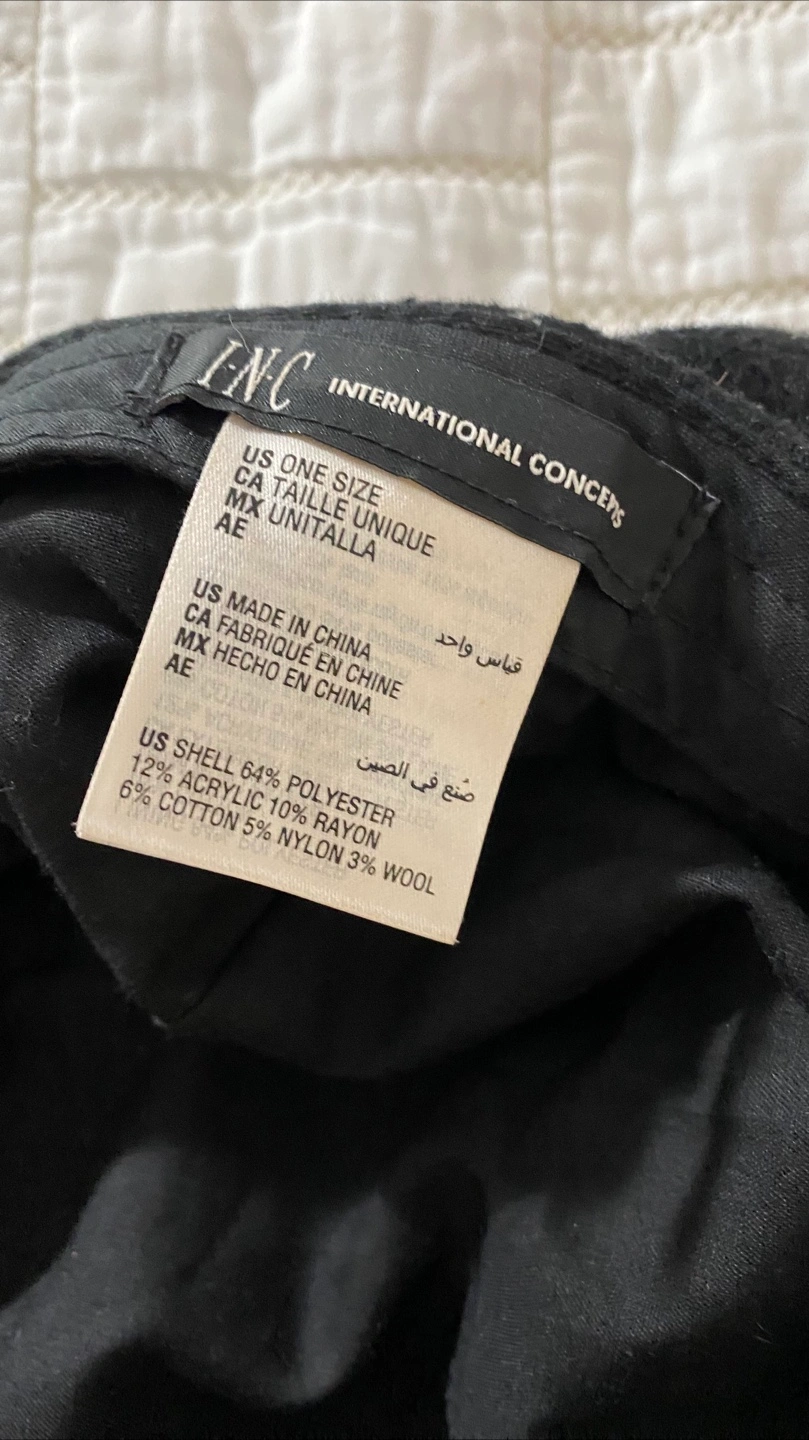 I·N·C INTERNATIONAL CONCEPTS
US ONE SIZE
CA TAILLE UNIQUE
MX UNITALLA
AE
قياس واحد
US MADE IN CHINA
CA FABRIQUÉ EN CHINE
MX HECHO EN CHINA
AE
صُنع في الصين
US SHELL 64% POLYESTER
12% ACRYLIC 10% RAYON
6% COTTON 5% NYLON 3% WOOL